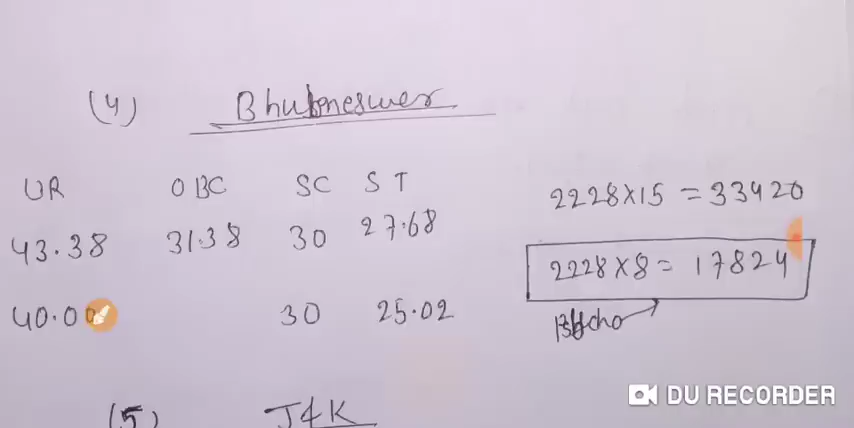 (4) Bhubneswer
UR OBC SC ST
43.38 31.38 30 27.68
40.00 30 25.02
2228×15 = 33420
2228×8 = 17824
(5) J&K
DU RECORDER